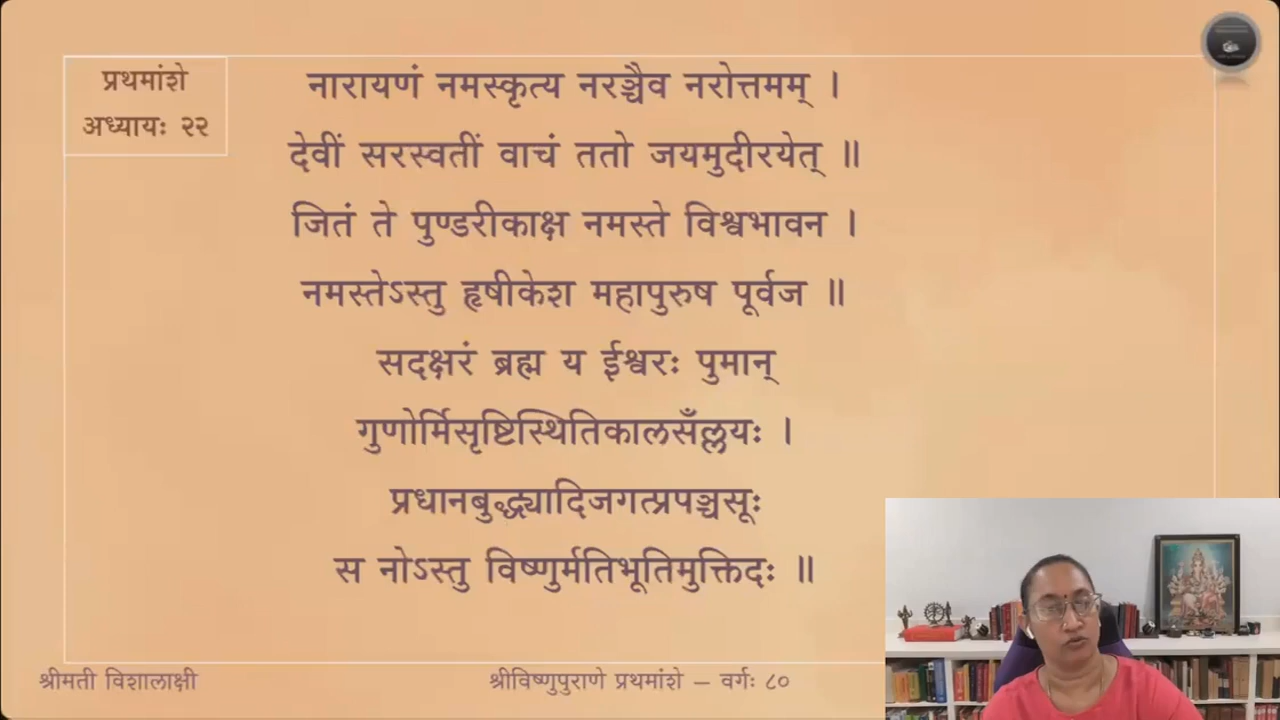 प्रथमांशे
अध्यायः २२
नारायणं नमस्कृत्य नरञ्चैव नरोत्तमम् ।
देवीं सरस्वतीं वाचं ततो जयमुदीरयेत् ॥
जितं ते पुण्डरीकाक्ष नमस्ते विश्वभावन ।
नमस्तेऽस्तु हृषीकेश महापुरुष पूर्वज ॥
सदक्षरं ब्रह्म य ईश्वरः पुमान्
गुणोर्मिसृष्टिस्थितिकालसँल्लयः ।
प्रधानबुद्ध्यादिजगत्प्रपञ्चसूः
स नोऽस्तु विष्णुर्मतिभूतिमुक्तिदः ॥
श्रीमती विशालाक्षी
श्रीविष्णुपुराणे प्रथमांशे – वर्गः ८०